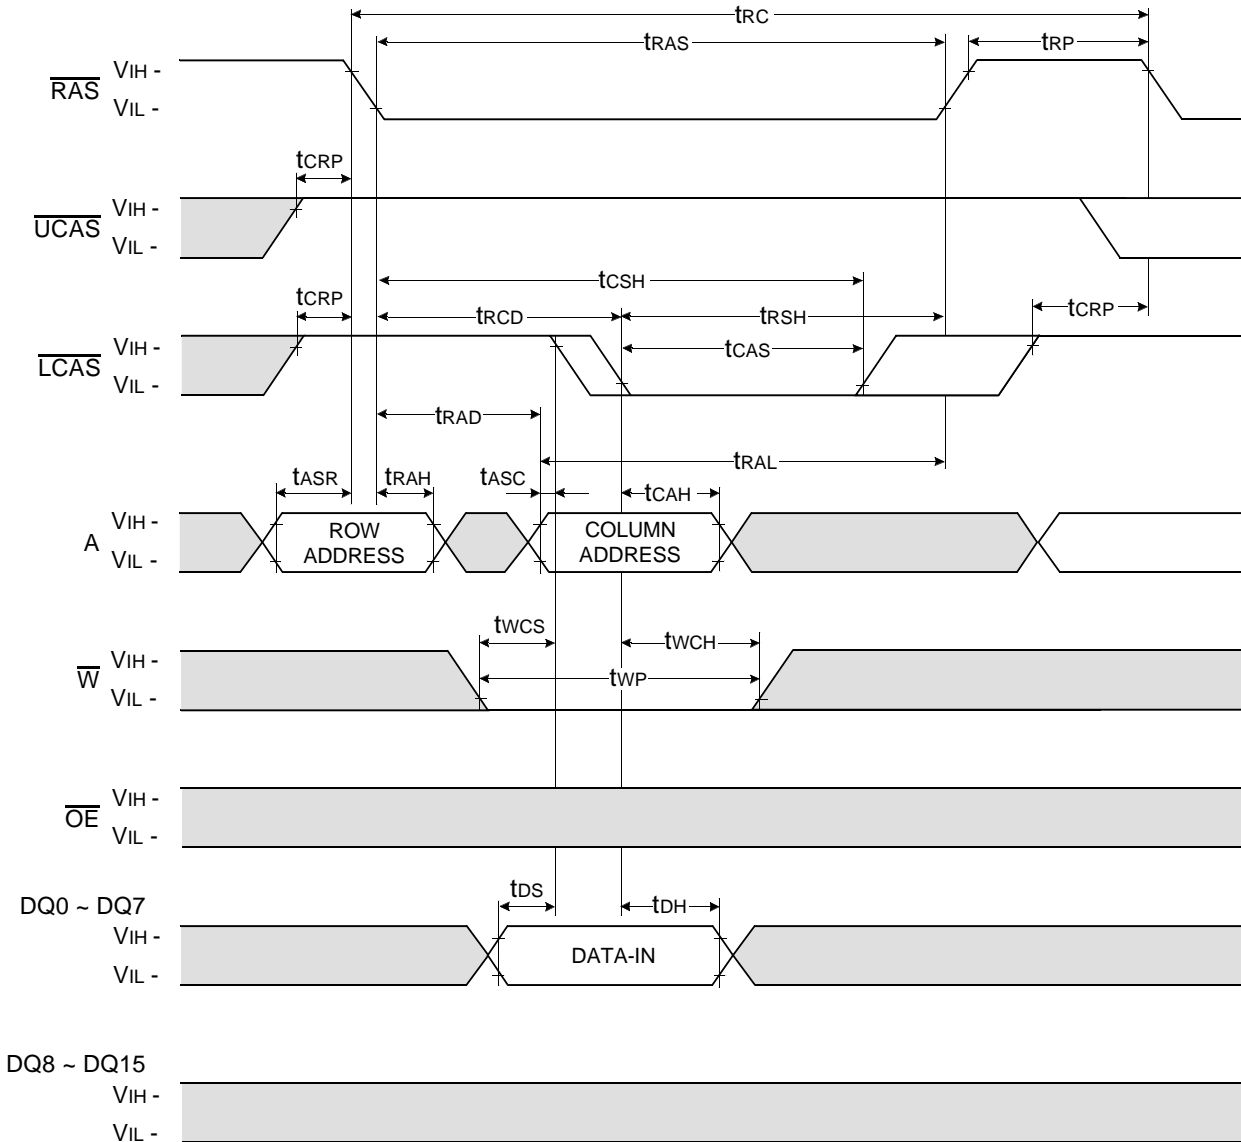 tRC
tRAS
tRP
RAS
VIH -
VIL -
tCRP
UCAS
VIH -
VIL -
tCSH
tCRP
tRCD
tRSH
tCRP
LCAS
VIH -
VIL -
tCAS
tRAD
tRAL
tASR
tRAH
tASC
tCAH
A
VIH -
VIL -
ROW
ADDRESS
COLUMN
ADDRESS
tWCS
tWCH
W
VIH -
VIL -
tWP
OE
VIH -
VIL -
tDS
tDH
DQ0 ~ DQ7
VIH -
VIL -
DATA-IN
DQ8 ~ DQ15
VIH -
VIL -